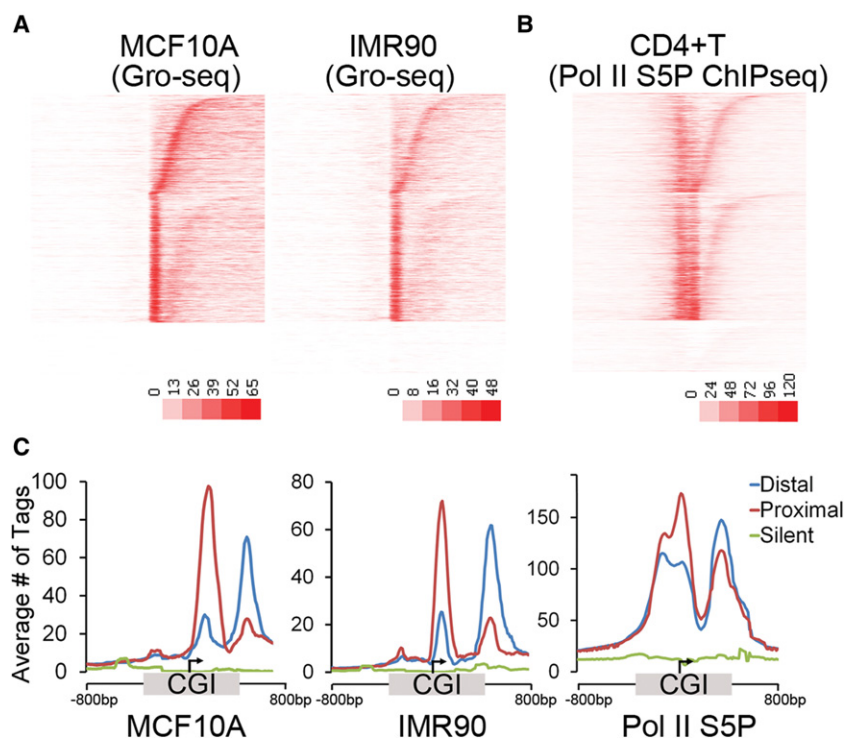 A
MCF10A
(Gro-seq)
IMR90
(Gro-seq)
B
CD4+T
(Pol II S5P ChIPseq)
0 13 26 39 52 65
0 8 16 32 40 48
0 24 48 72 96 120
C
Average # of Tags
100
80
60
40
20
0
-800bp
CGI
800bp
MCF10A
80
60
40
20
0
-800bp
CGI
800bp
IMR90
150
100
50
0
-800bp
CGI
800bp
Pol II S5P
Distal
Proximal
Silent